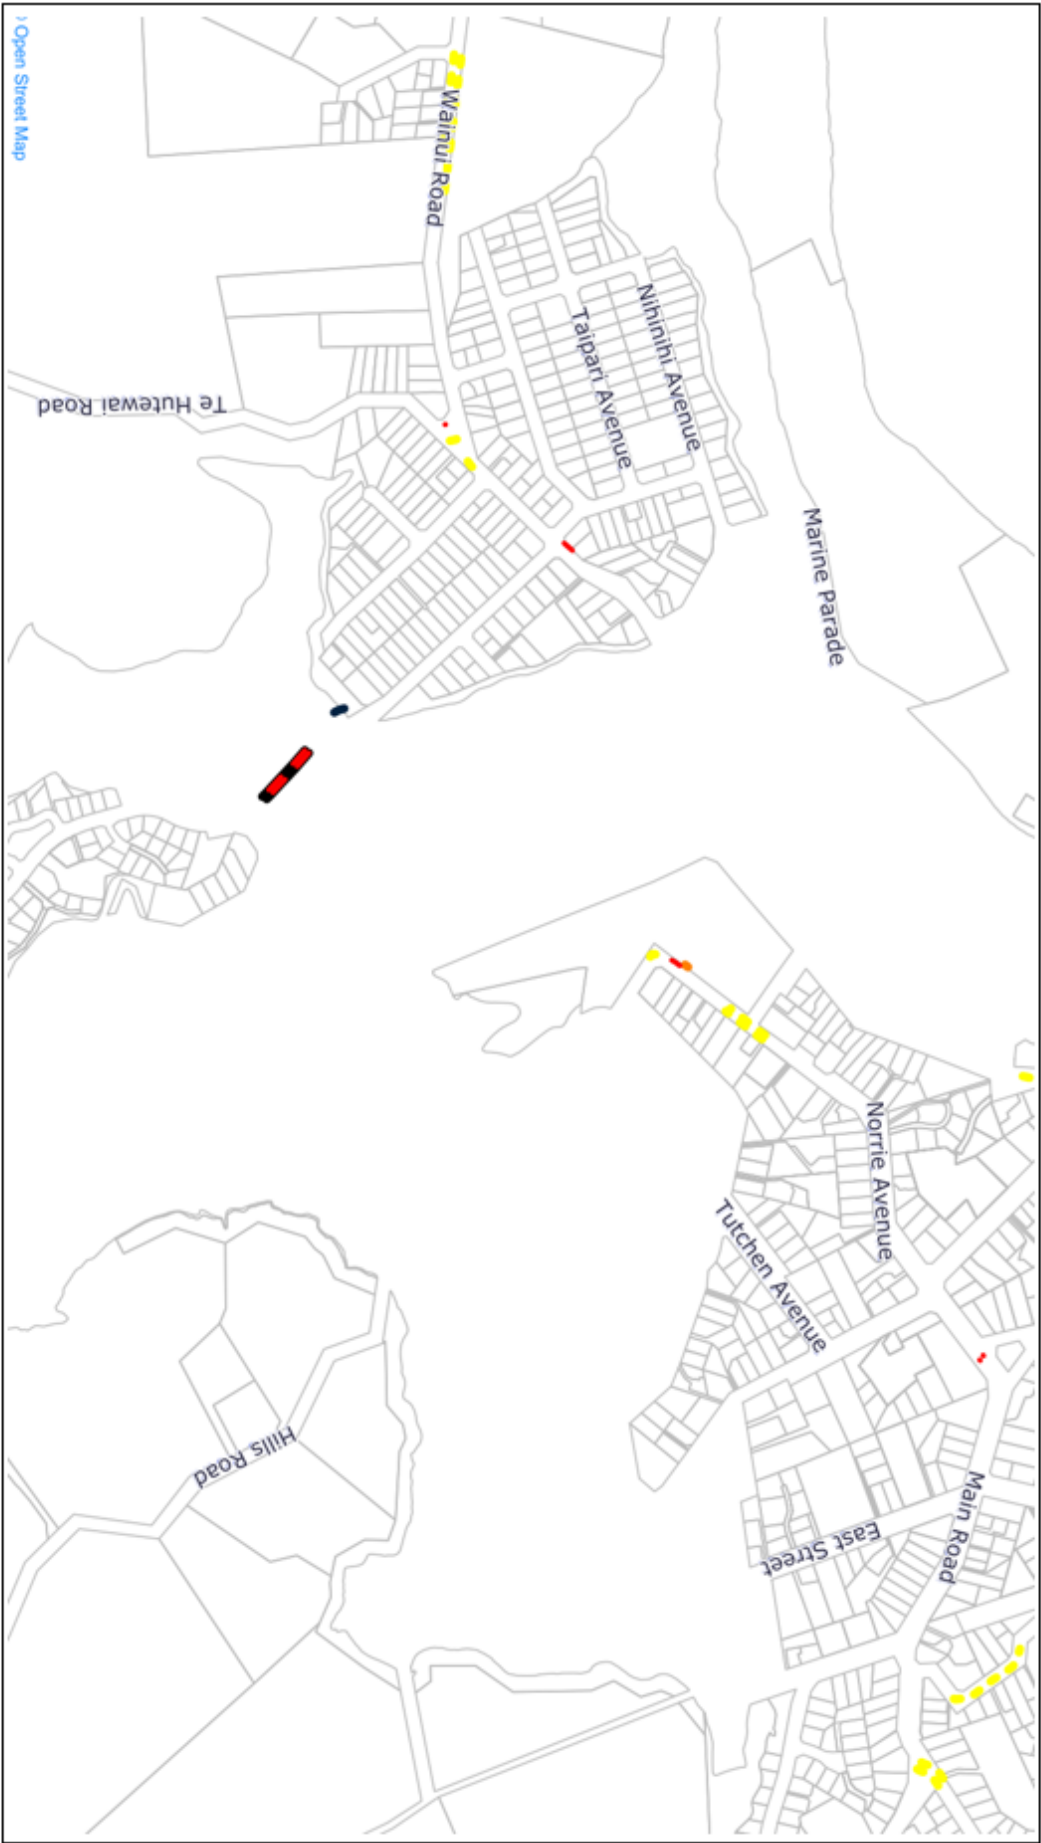 ) Open Street Map
Wainui Road
Nihinihi Avenue
Taipari Avenue
Te Hutewai Road
Marine Parade
Norrie Avenue
Tutchen Avenue
Hills Road
Main Road
East Street